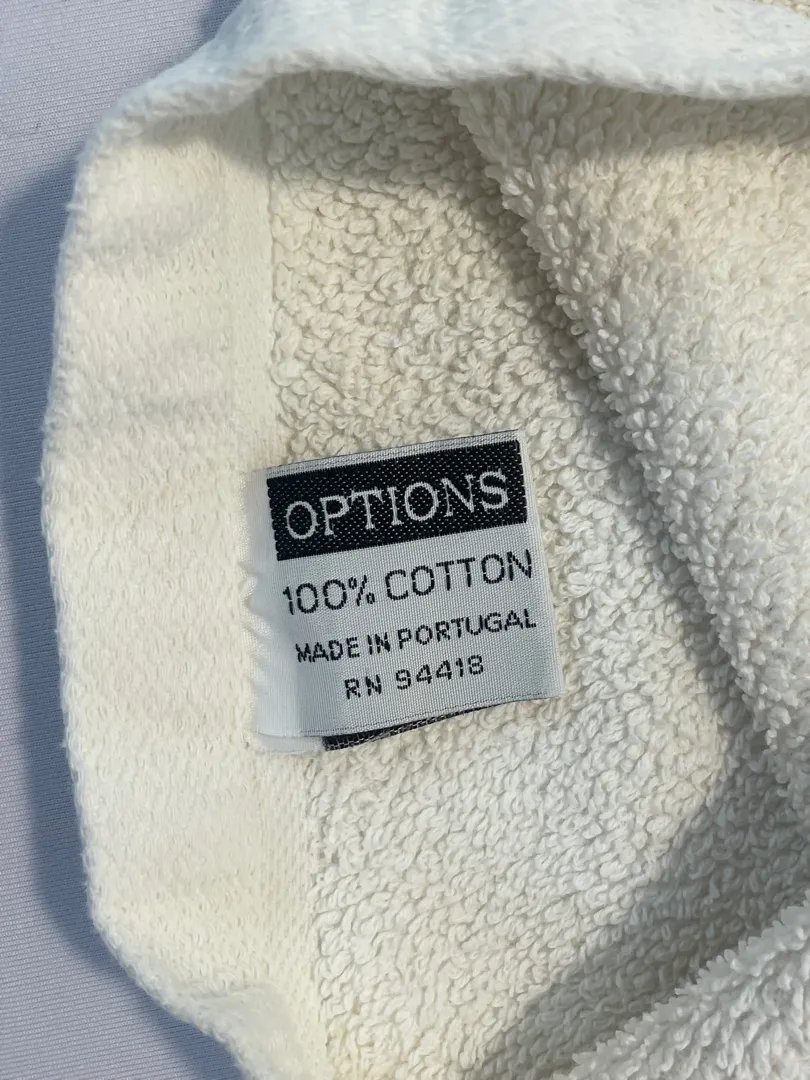 OPTIONS
100% COTTON
MADE IN PORTUGAL
RN 94418